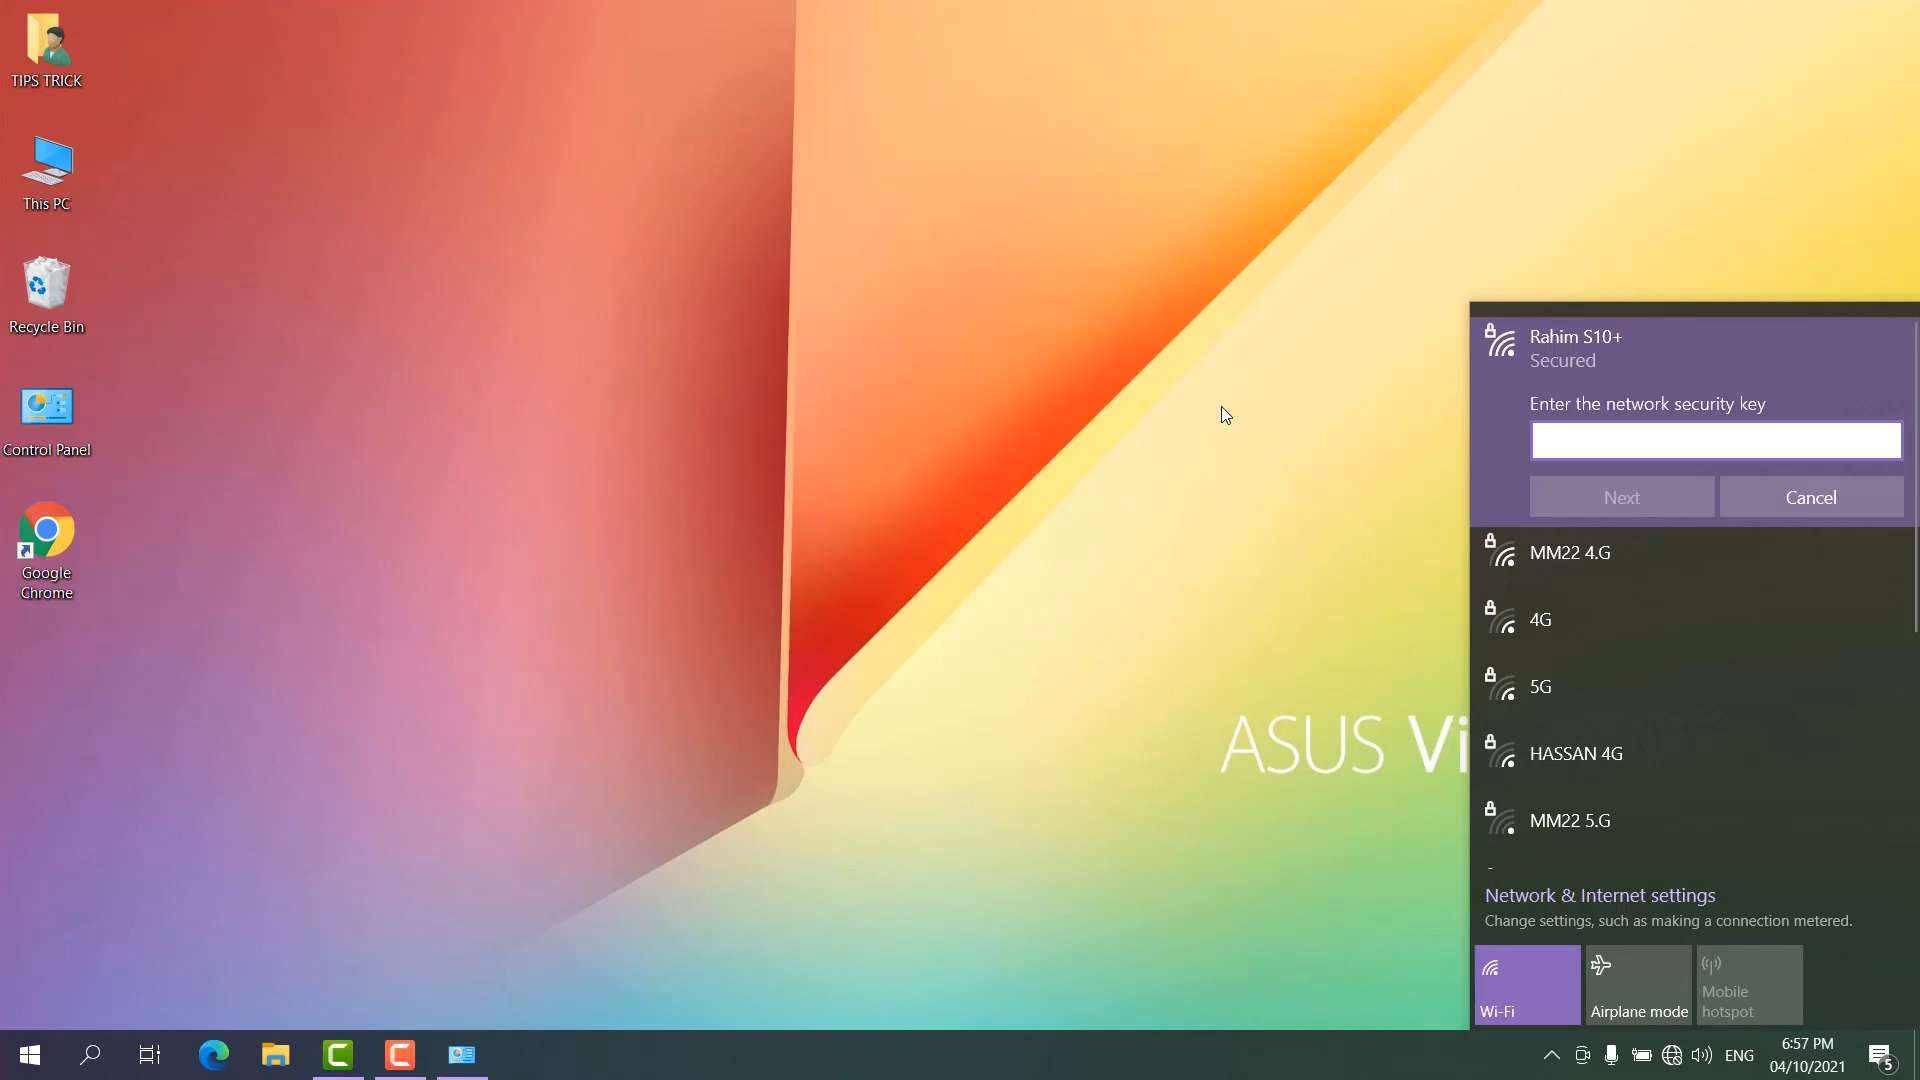 TIPS TRICK
This PC
Recycle Bin
Control Panel
Google
Chrome
ASUS Vi
Rahim S10+
Secured
Enter the network security key
Next
Cancel
MM22 4.G
4G
5G
HASSAN 4G
MM22 5.G
Network & Internet settings
Change settings, such as making a connection metered.
Wi-Fi
Airplane mode
Mobile
hotspot
ENG
6:57 PM
04/10/2021
5